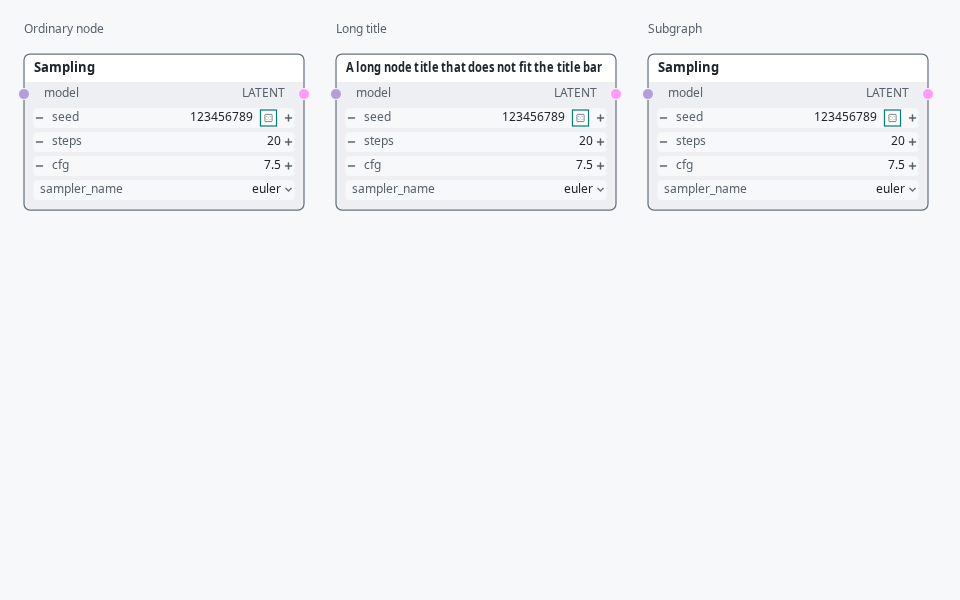 Ordinary node
Sampling
model LATENT
seed 123456789
steps 20
cfg 7.5
sampler_name euler
Long title
A long node title that does not fit the title bar
model LATENT
seed 123456789
steps 20
cfg 7.5
sampler_name euler
Subgraph
Sampling
model LATENT
seed 123456789
steps 20
cfg 7.5
sampler_name euler